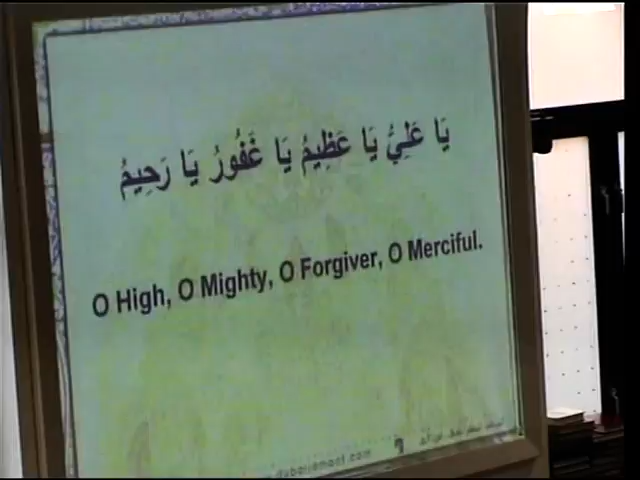 يَا عَلِيُّ يَا عَظِيمُ يَا غَفُورُ يَا رَحِيمُ
O High, O Mighty, O Forgiver, O Merciful.